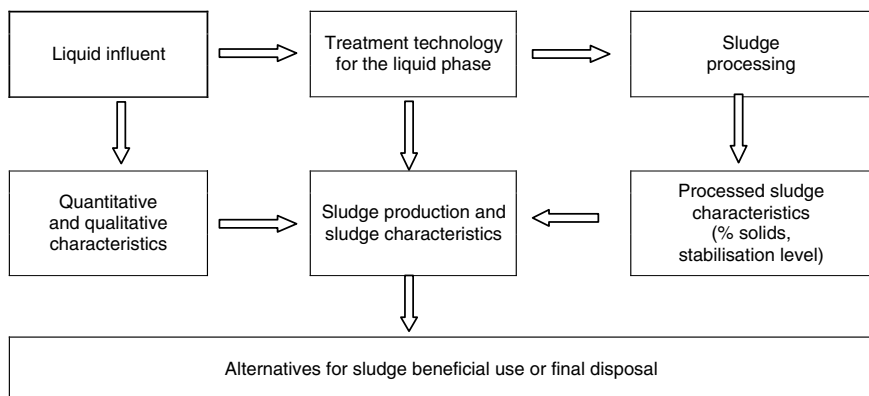 Liquid influent
Treatment technology
for the liquid phase
Sludge
processing
Quantitative
and qualitative
characteristics
Sludge production and
sludge characteristics
Processed sludge
characteristics
(% solids,
stabilisation level)
Alternatives for sludge beneficial use or final disposal